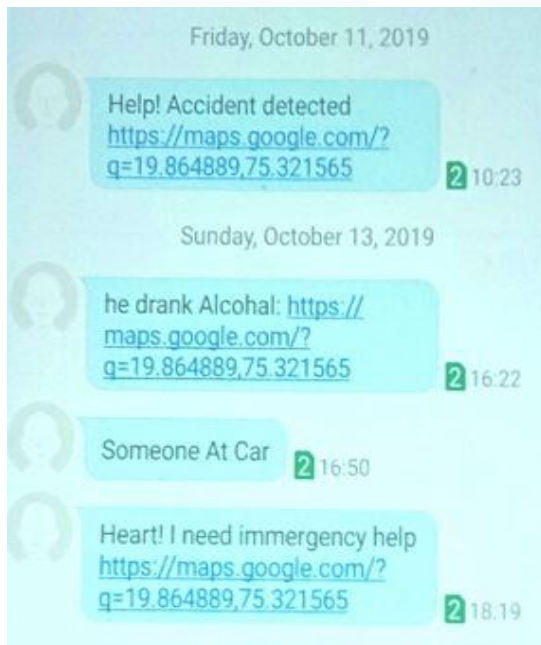 Friday, October 11, 2019
Help! Accident detected
https://maps.google.com/?
q=19.864889,75.321565
2 10:23
Sunday, October 13, 2019
he drank Alcohal: https://
maps.google.com/?
q=19.864889,75.321565
2 16:22
Someone At Car
2 16:50
Heart! I need immergency help
https://maps.google.com/?
q=19.864889,75.321565
2 18.19